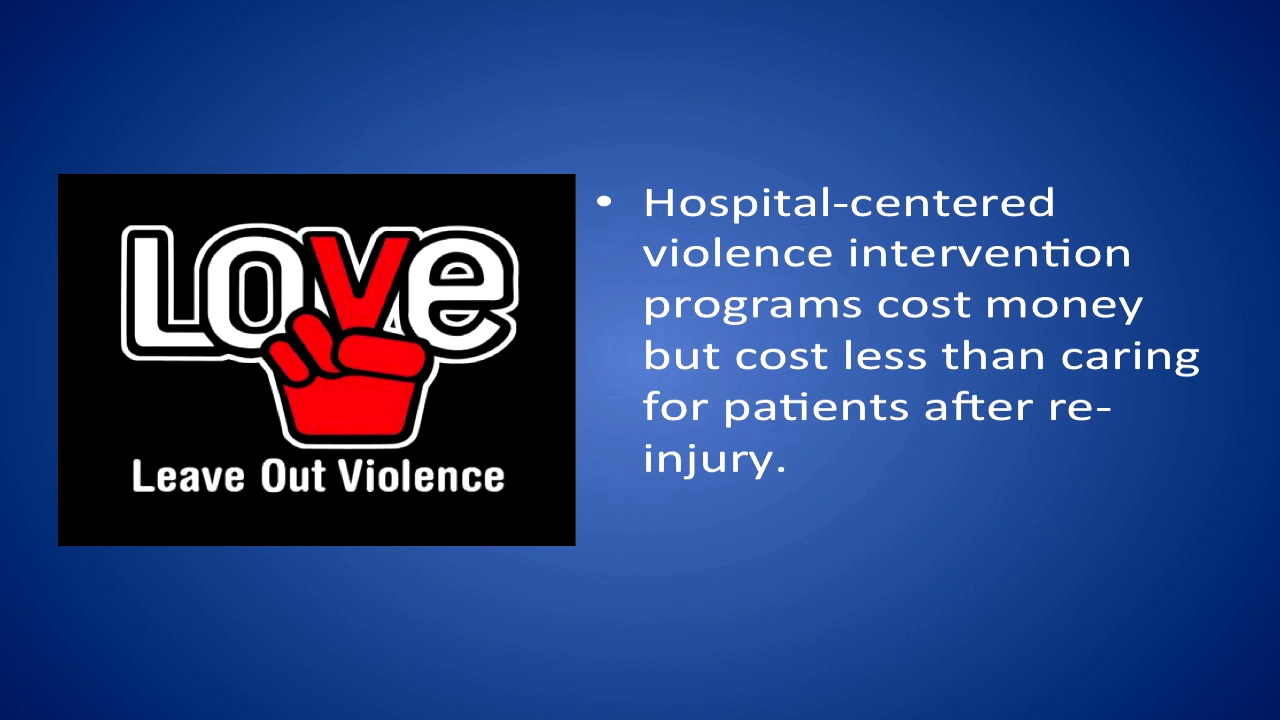 LOVe
Leave Out Violence
• Hospital-centered
violence intervention
programs cost money
but cost less than caring
for patients after re-
injury.